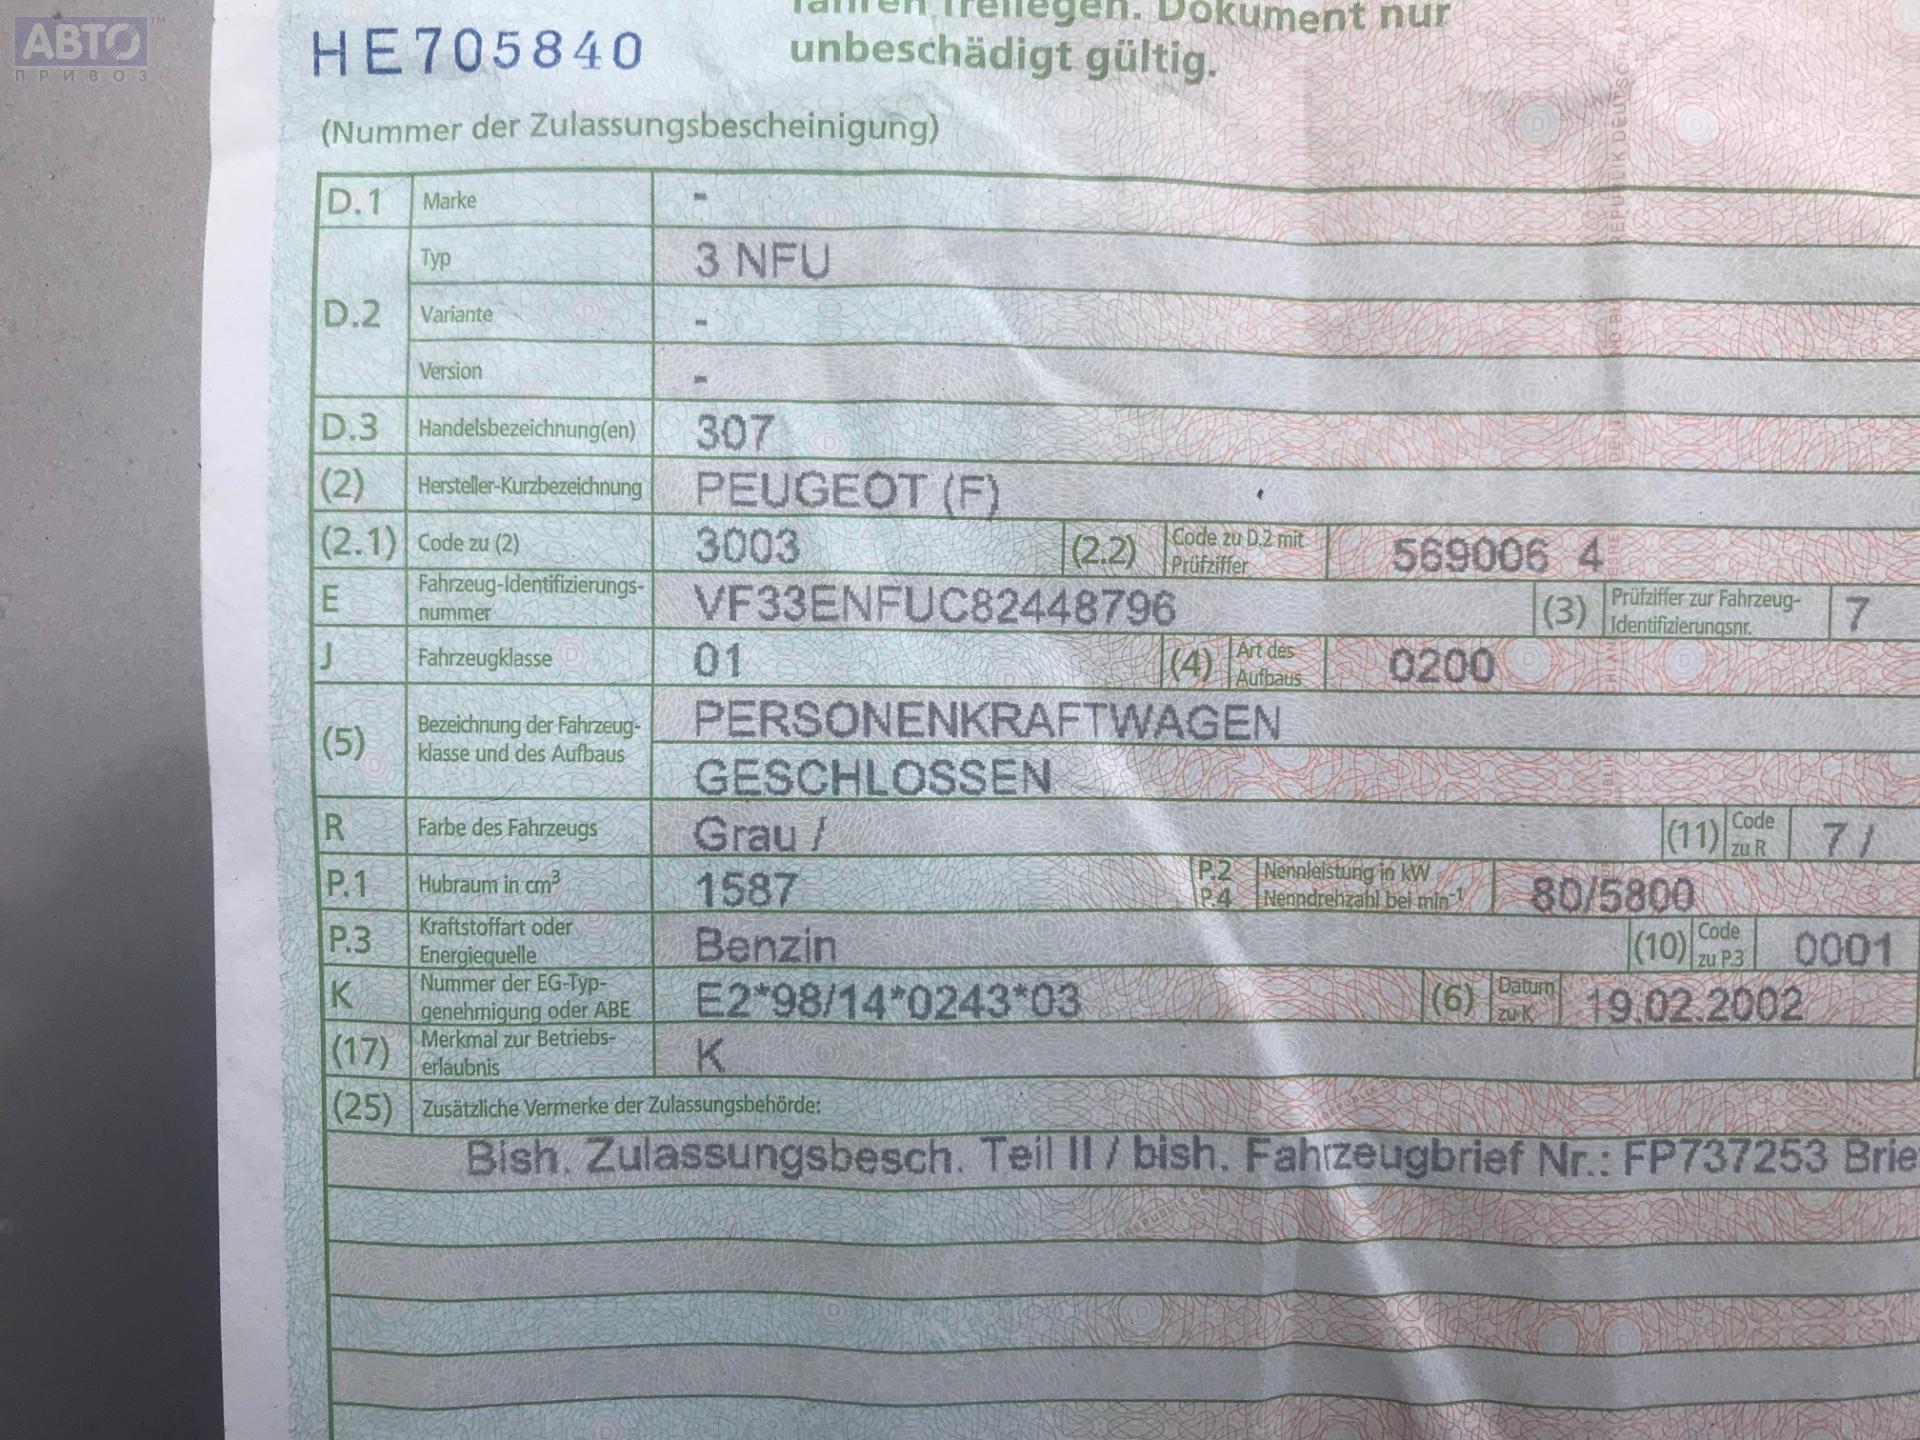 АВТО™
ПРИВОЗ
fahren freilegen. Dokument nur
HE705840
unbeschädigt gültig.
(Nummer der Zulassungsbescheinigung)
D.1 Marke -
D.2 Typ 3 NFU
Variante -
Version -
D.3 Handelsbezeichnung(en) 307
(2) Hersteller-Kurzbezeichnung PEUGEOT (F)
(2.1) Code zu (2) 3003 (2.2) Code zu D.2 mit Prüfziffer 569006 4
E Fahrzeug-Identifizierungs-nummer VF33ENFUC82448796 (3) Prüfziffer zur Fahrzeug-Identifizierungsnr. 7
J Fahrzeugklasse 01 (4) Art des Aufbaus 0200
(5) Bezeichnung der Fahrzeug-klasse und des Aufbaus PERSONENKRAFTWAGEN
GESCHLOSSEN
R Farbe des Fahrzeugs Grau / (11) Code zu R 7 /
P.1 Hubraum in cm³ 1587 P.2 P.4 Nennleistung in kW Nenndrehzahl bei min⁻¹ 80/5800
P.3 Kraftstoffart oder Energiequelle Benzin (10) Code zu P.3 0001
K Nummer der EG-Typ-genehmigung oder ABE E2*98/14*0243*03 (6) Datum zu K 19.02.2002
(17) Merkmal zur Betriebs-erlaubnis K
(25) Zusätzliche Vermerke der Zulassungsbehörde:
Bish. Zulassungsbesch. Teil II / bish. Fahrzeugbrief Nr.: FP737253 Brie